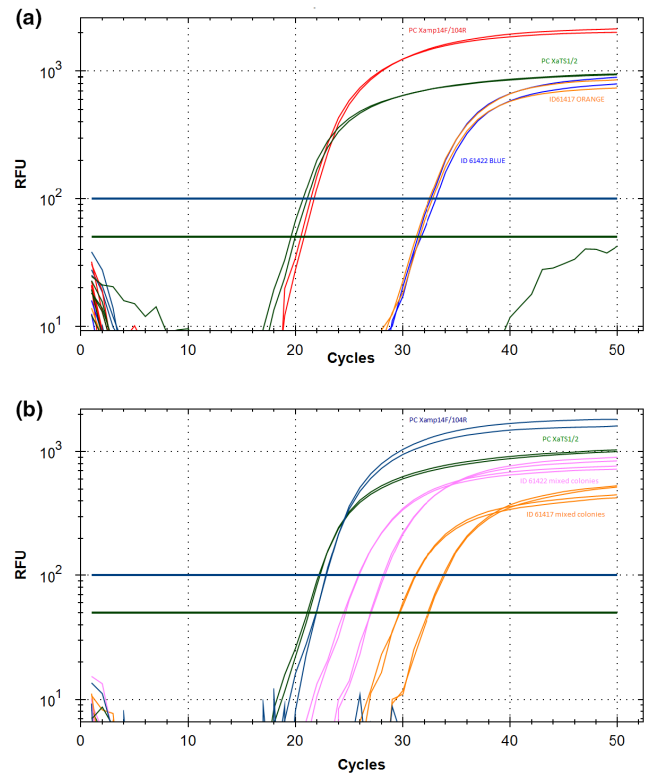 (a)
PC Xamp14F/104R
PC XaTS1/2
ID61417 ORANGE
ID 61422 BLUE
RFU
10³
10²
10¹
0 10 20 30 40 50
Cycles
(b)
PC Xamp14F/104R
PC XaTS1/2
ID 61422 mixed colonies
ID 61417 mixed colonies
RFU
10³
10²
10¹
0 10 20 30 40 50
Cycles